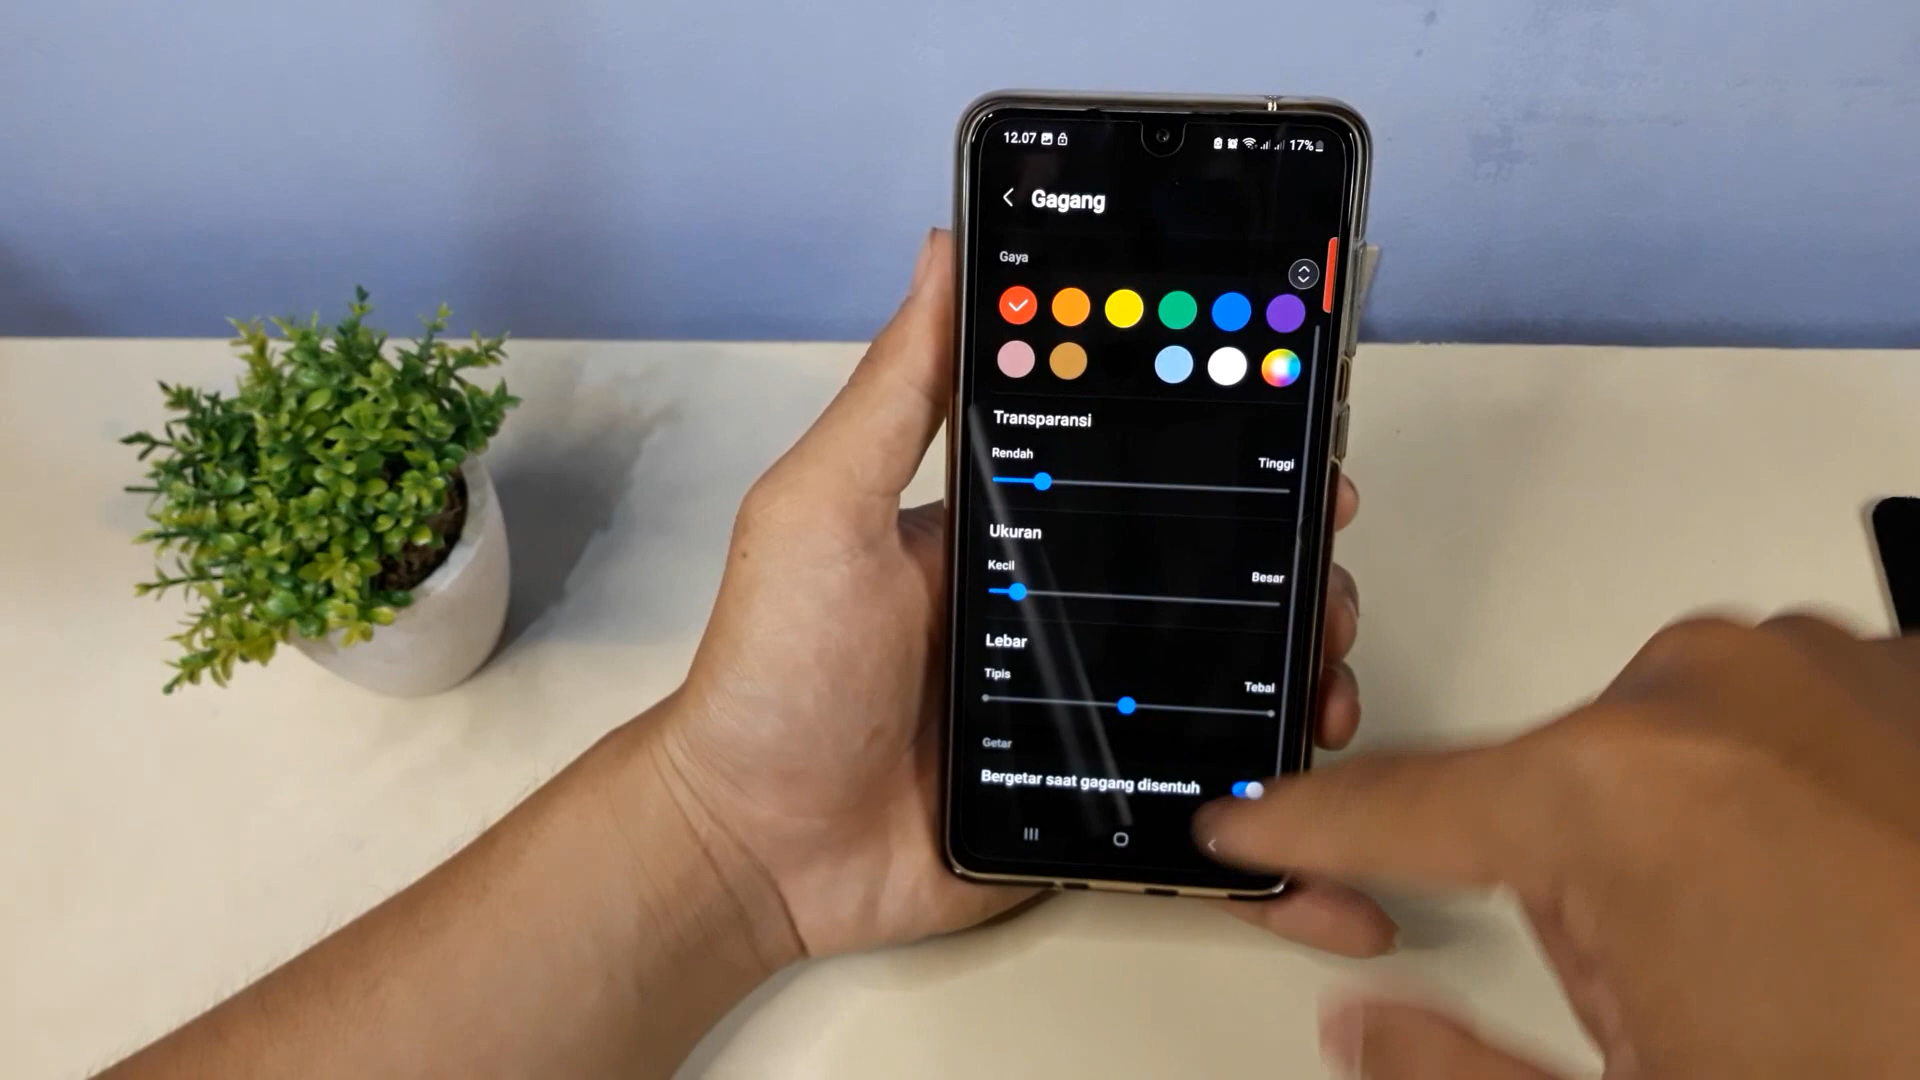 12.07
17%
Gagang
Gaya
Transparansi
Rendah
Tinggi
Ukuran
Kecil
Besar
Lebar
Tipis
Tebal
Getar
Bergetar saat gagang disentuh